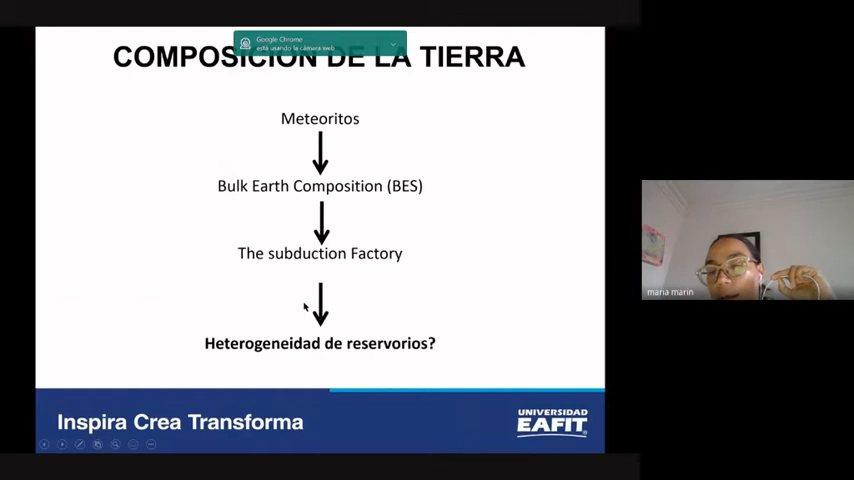 Google Chrome
está usando la cámara web
COMPOSICIÓN DE LA TIERRA
Meteoritos
Bulk Earth Composition (BES)
The subduction Factory
Heterogeneidad de reservorios?
maria marin
Inspira Crea Transforma
UNIVERSIDAD
EAFIT